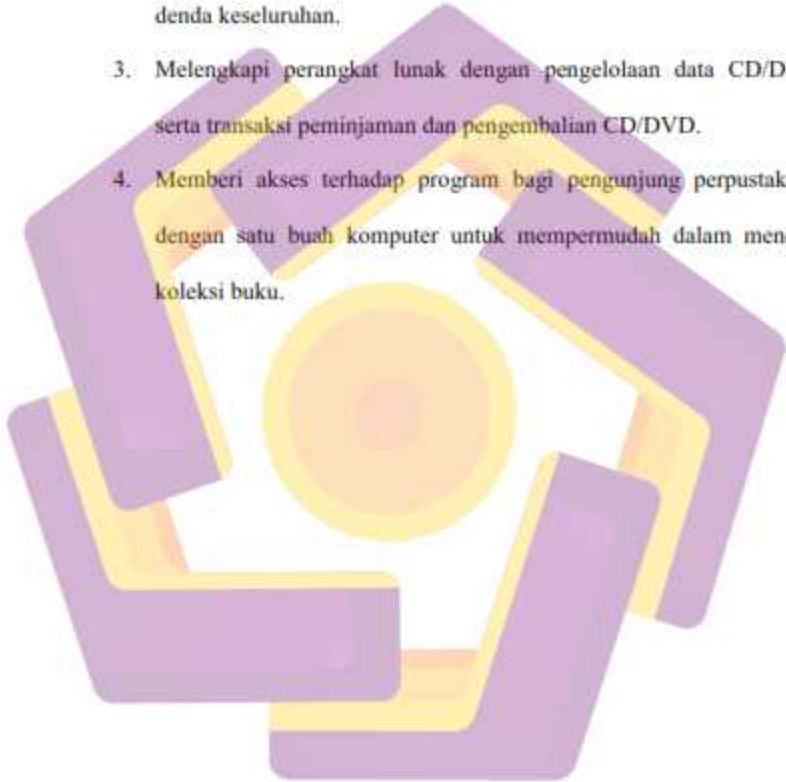 denda keseluruhan.
3. Melengkapi perangkat lunak dengan pengelolaan data CD/D
serta transaksi peminjaman dan pengembalian CD/DVD.
4. Memberi akses terhadap program bagi pengunjung perpustak
dengan satu buah komputer untuk mempermudah dalam men
koleksi buku.